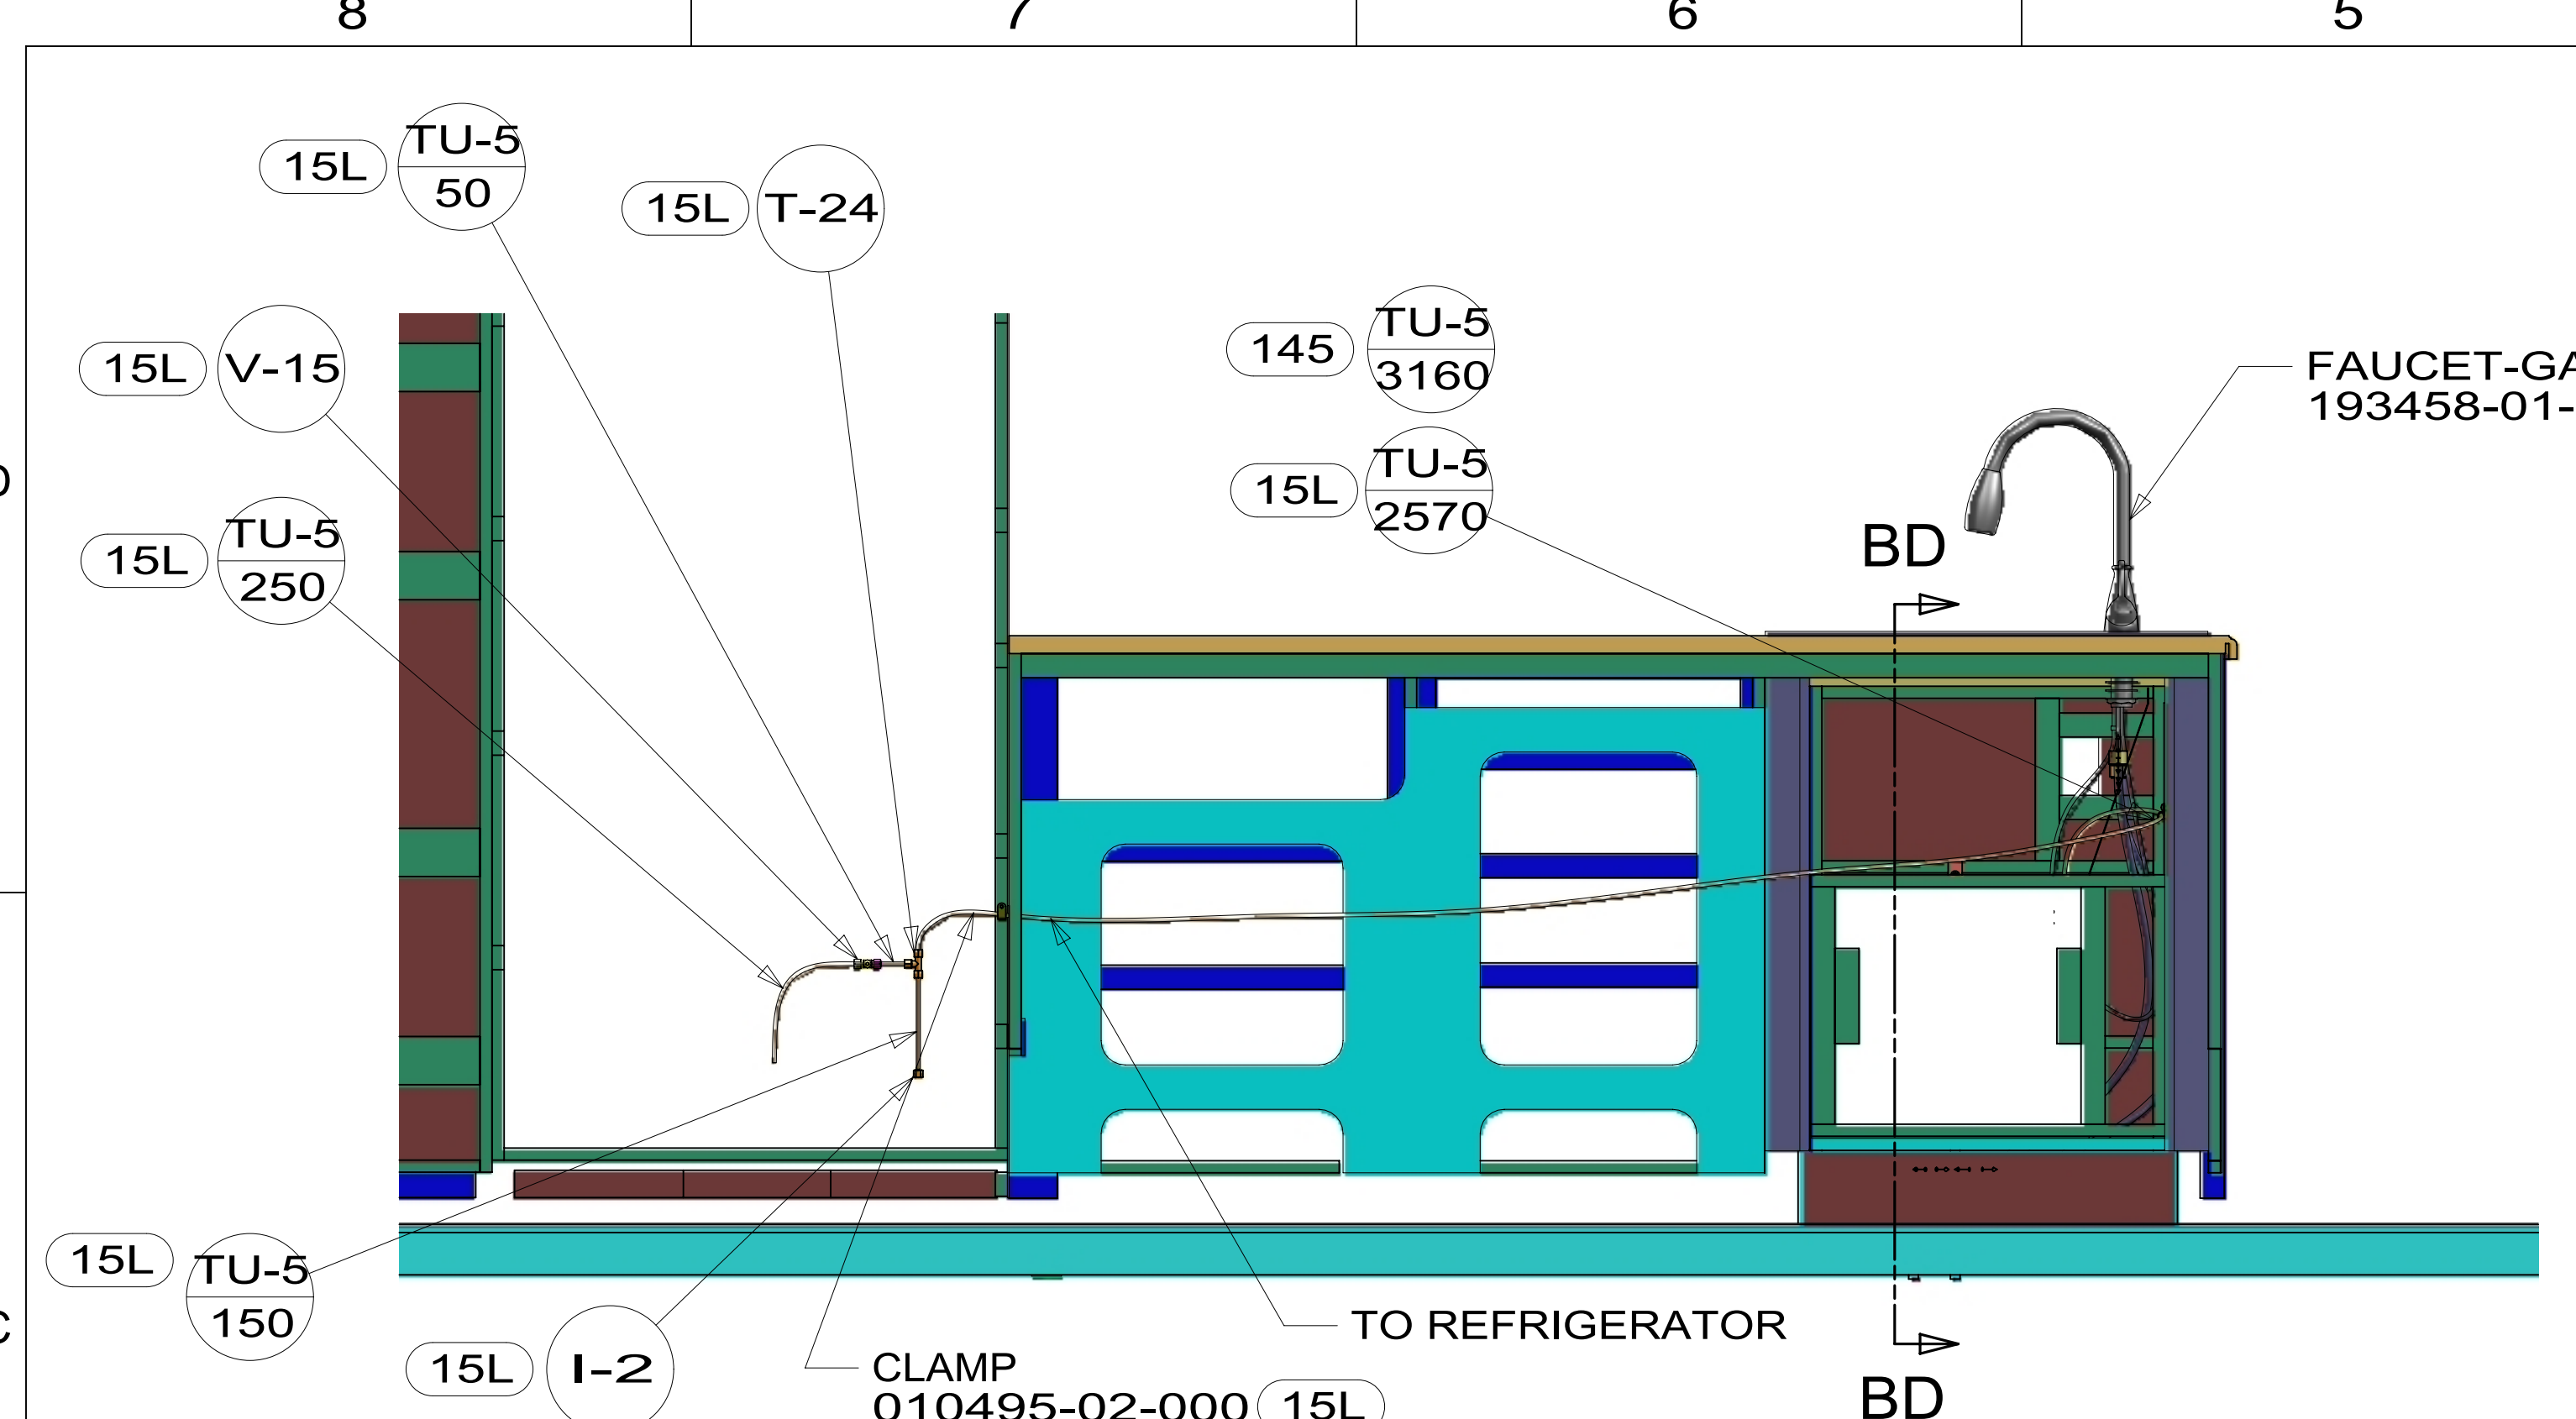 8 7 6 5
15L TU-5
50
15L T-24
15L V-15
145 TU-5
3160
FAUCET-GA
193458-01-
15L TU-5
2570
D
15L TU-5
250
BD
15L TU-5
150
C
TO REFRIGERATOR
15L I-2
CLAMP
010495-02-000 15L
BD